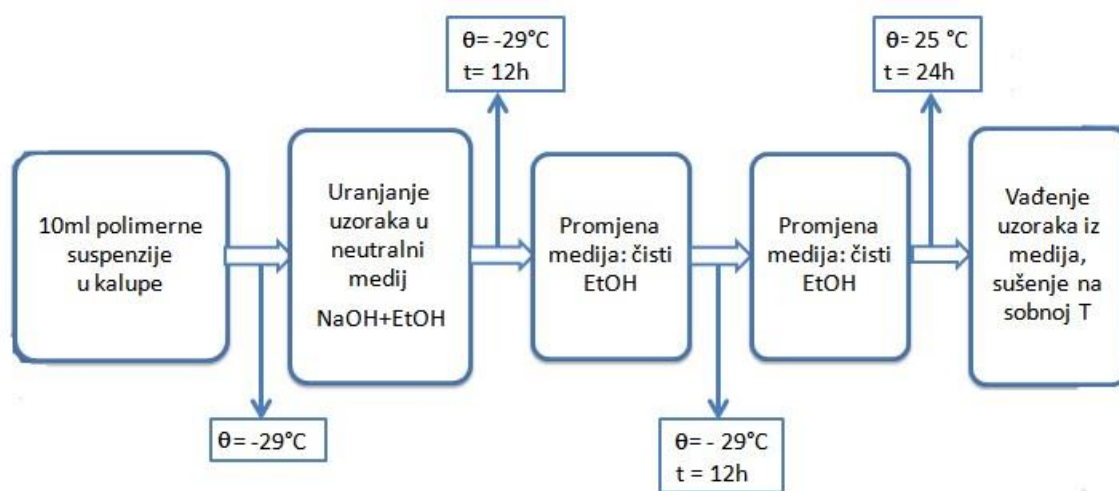 θ= -29°C
t= 12h
θ= 25 °C
t = 24h
10ml polimerne
suspenzije
u kalupe
Uranjanje
uzoraka u
neutralni
medij
NaOH+EtOH
Promjena
medija: čisti
EtOH
Promjena
medija: čisti
EtOH
Vađenje
uzoraka iz
medija,
sušenje na
sobnoj T
θ= -29°C
θ= - 29°C
t = 12h